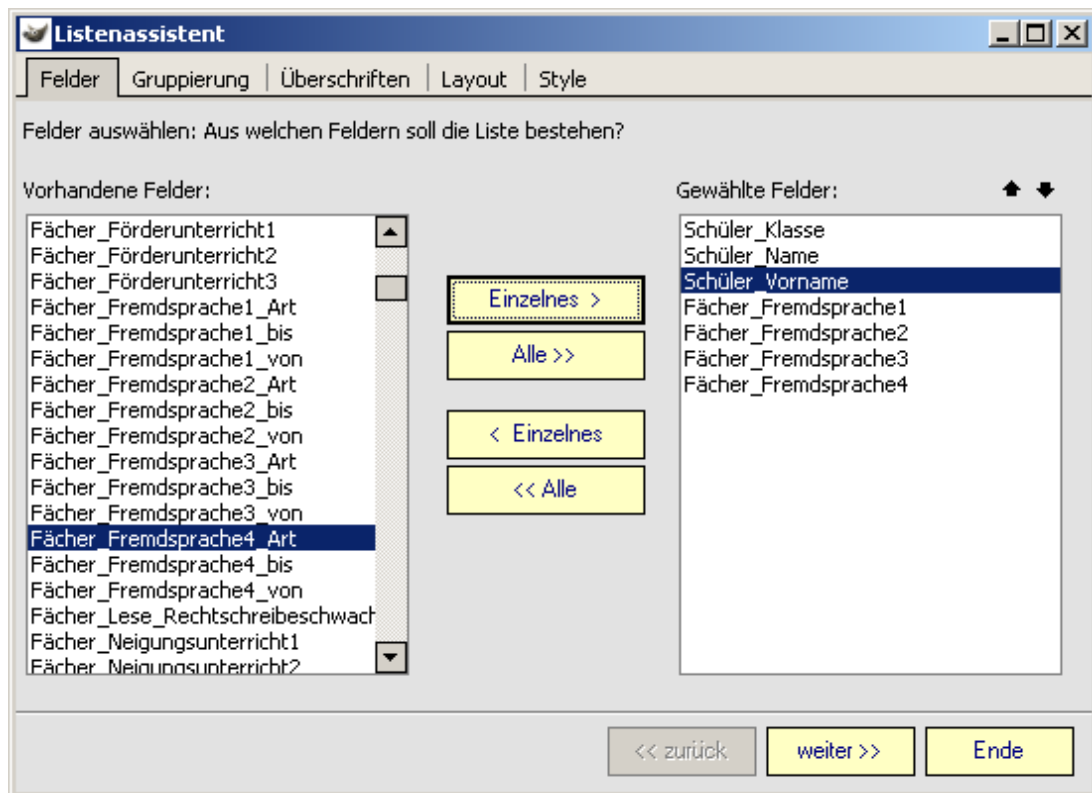 Listenassistent
Felder Gruppierung Überschriften Layout Style
Felder auswählen: Aus welchen Feldern soll die Liste bestehen?
Vorhandene Felder:
Fächer_Förderunterricht1
Fächer_Förderunterricht2
Fächer_Förderunterricht3
Fächer_Fremdsprache1_Art
Fächer_Fremdsprache1_bis
Fächer_Fremdsprache1_von
Fächer_Fremdsprache2_Art
Fächer_Fremdsprache2_bis
Fächer_Fremdsprache2_von
Fächer_Fremdsprache3_Art
Fächer_Fremdsprache3_bis
Fächer_Fremdsprache3_von
Fächer_Fremdsprache4_Art
Fächer_Fremdsprache4_bis
Fächer_Fremdsprache4_von
Fächer_Lese_Rechtschreibeschwach
Fächer_Neigungsunterricht1
Fächer_Neigungsunterricht2
Einzelnes >
Alle >>
< Einzelnes
<< Alle
Gewählte Felder:
Schüler_Klasse
Schüler_Name
Schüler_Vorname
Fächer_Fremdsprache1
Fächer_Fremdsprache2
Fächer_Fremdsprache3
Fächer_Fremdsprache4
<< zurück weiter >> Ende